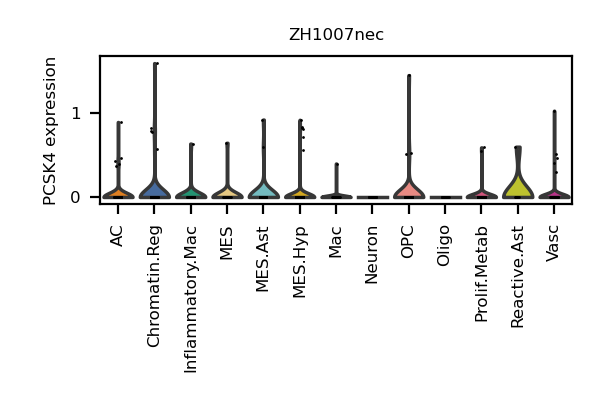 ZH1007nec
PCSK4 expression
1
0
AC
Chromatin.Reg
Inflammatory.Mac
MES
MES.Ast
MES.Hyp
Mac
Neuron
OPC
Oligo
Prolif.Metab
Reactive.Ast
Vasc